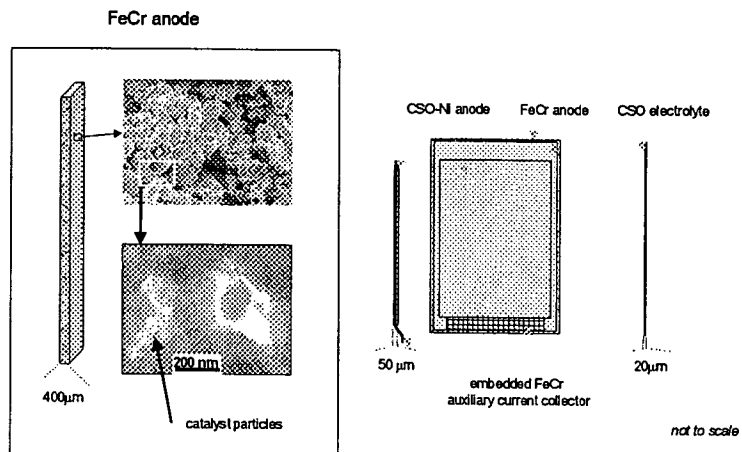 FeCr anode
CSO-Ni anode
FeCr anode
CSO electrolyte
200 nm
400μm
catalyst particles
50 μm
20μm
embedded FeCr
auxiliary current collector
not to scale